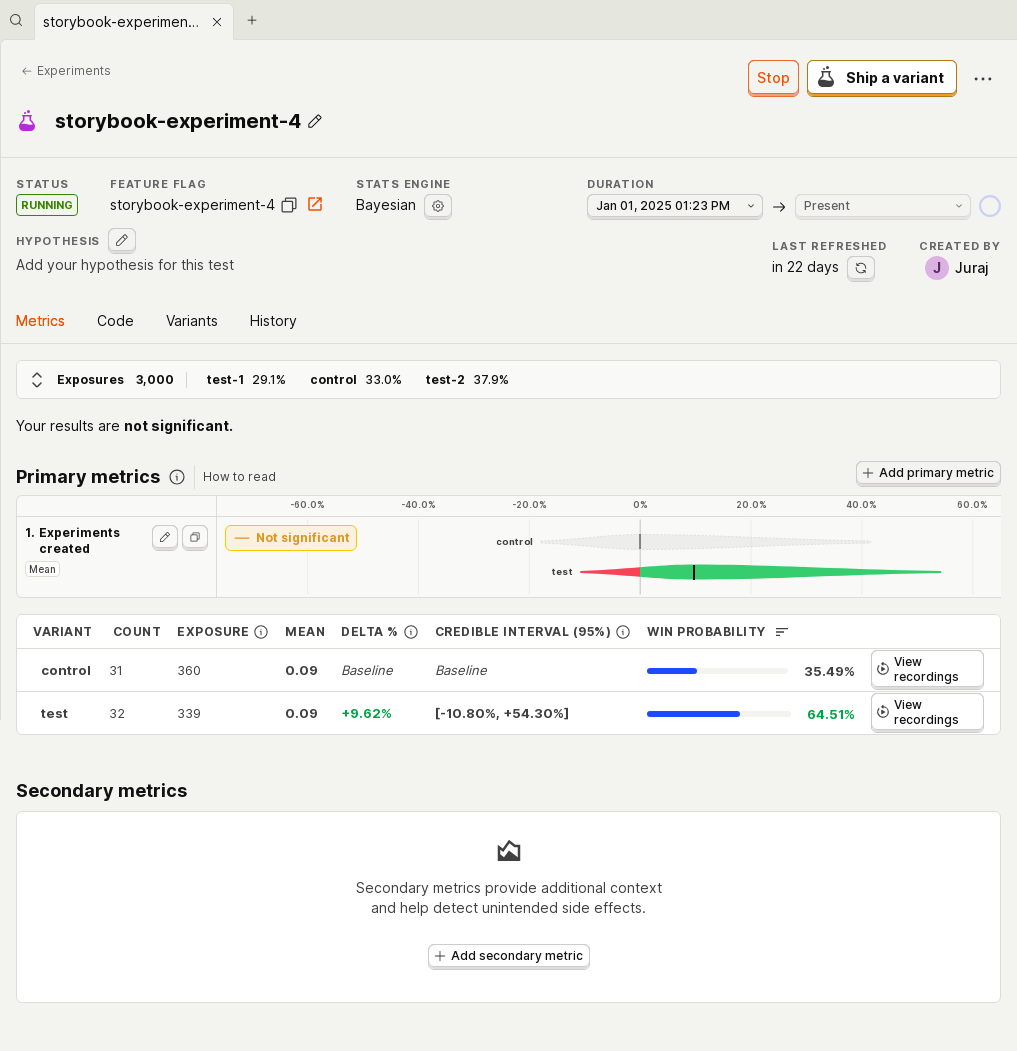 storybook-experimen...
Experiments
Stop
Ship a variant
storybook-experiment-4
STATUS
FEATURE FLAG
STATS ENGINE
DURATION
RUNNING
storybook-experiment-4
Bayesian
Jan 01, 2025 01:23 PM
Present
HYPOTHESIS
LAST REFRESHED
CREATED BY
Add your hypothesis for this test
in 22 days
J
Juraj
Metrics
Code
Variants
History
Exposures 3,000 test-1 29.1% control 33.0% test-2 37.9%
Your results are not significant.
Primary metrics
How to read
Add primary metric
-60.0% -40.0% -20.0% 0% 20.0% 40.0% 60.0%
1. Experiments
created
Mean
— Not significant
control
test
VARIANT COUNT EXPOSURE MEAN DELTA % CREDIBLE INTERVAL (95%) WIN PROBABILITY
control 31 360 0.09 Baseline Baseline 35.49% View
recordings
test 32 339 0.09 +9.62% [-10.80%, +54.30%] 64.51% View
recordings
Secondary metrics
Secondary metrics provide additional context
and help detect unintended side effects.
Add secondary metric